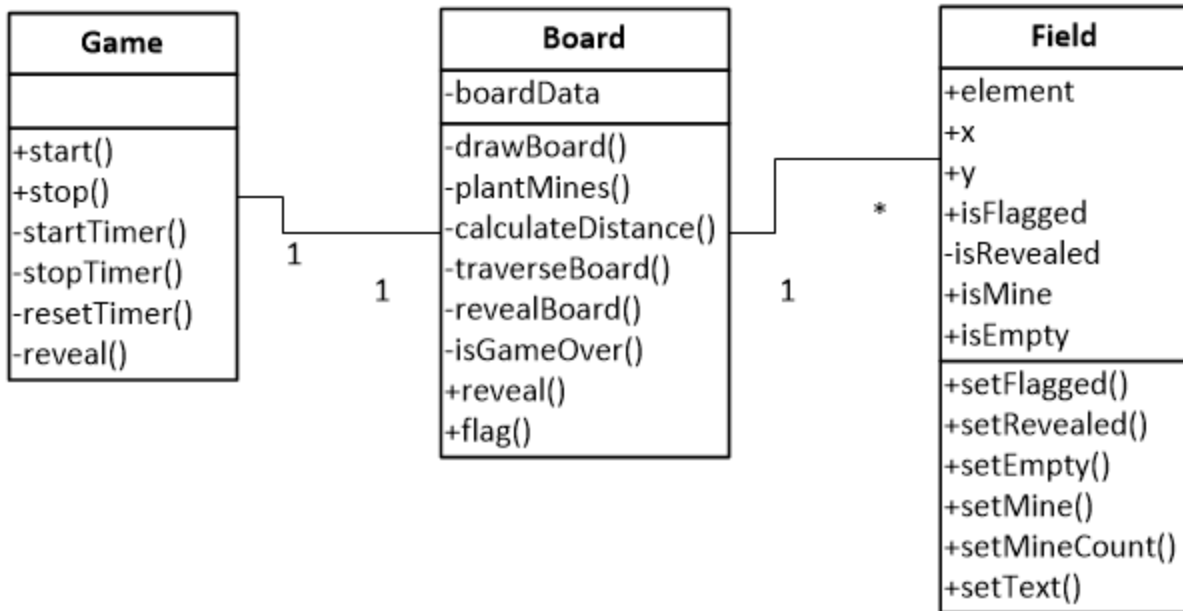 Game
+start()
+stop()
-startTimer()
-stopTimer()
-resetTimer()
-reveal()
1
1
Board
-boardData
-drawBoard()
-plantMines()
-calculateDistance()
-traverseBoard()
-revealBoard()
-isGameOver()
+reveal()
+flag()
1
*
Field
+element
+x
+y
+isFlagged
-isRevealed
+isMine
+isEmpty
+setFlagged()
+setRevealed()
+setEmpty()
+setMine()
+setMineCount()
+setText()